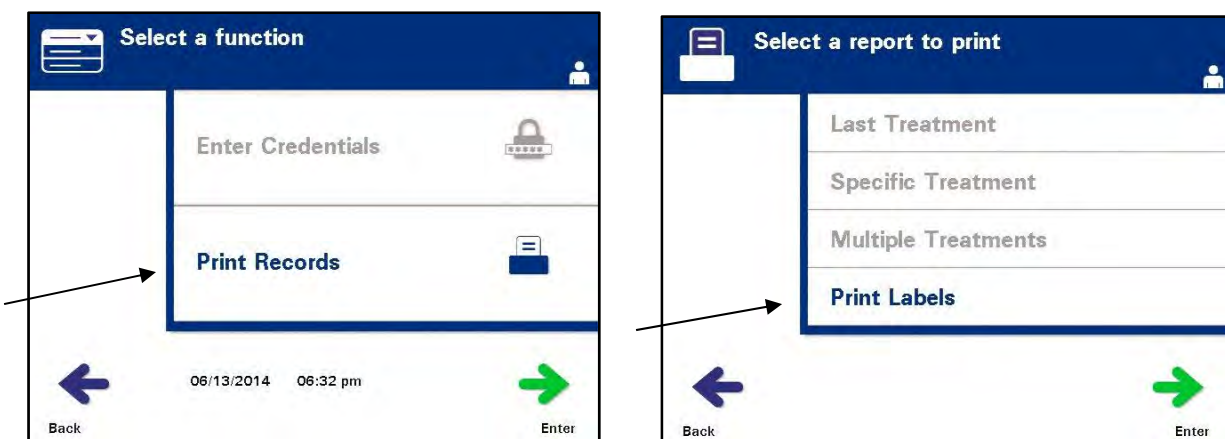 Select a function
Enter Credentials
Print Records
06/13/2014 06:32 pm
Back
Enter
Select a report to print
Last Treatment
Specific Treatment
Multiple Treatments
Print Labels
Back
Enter